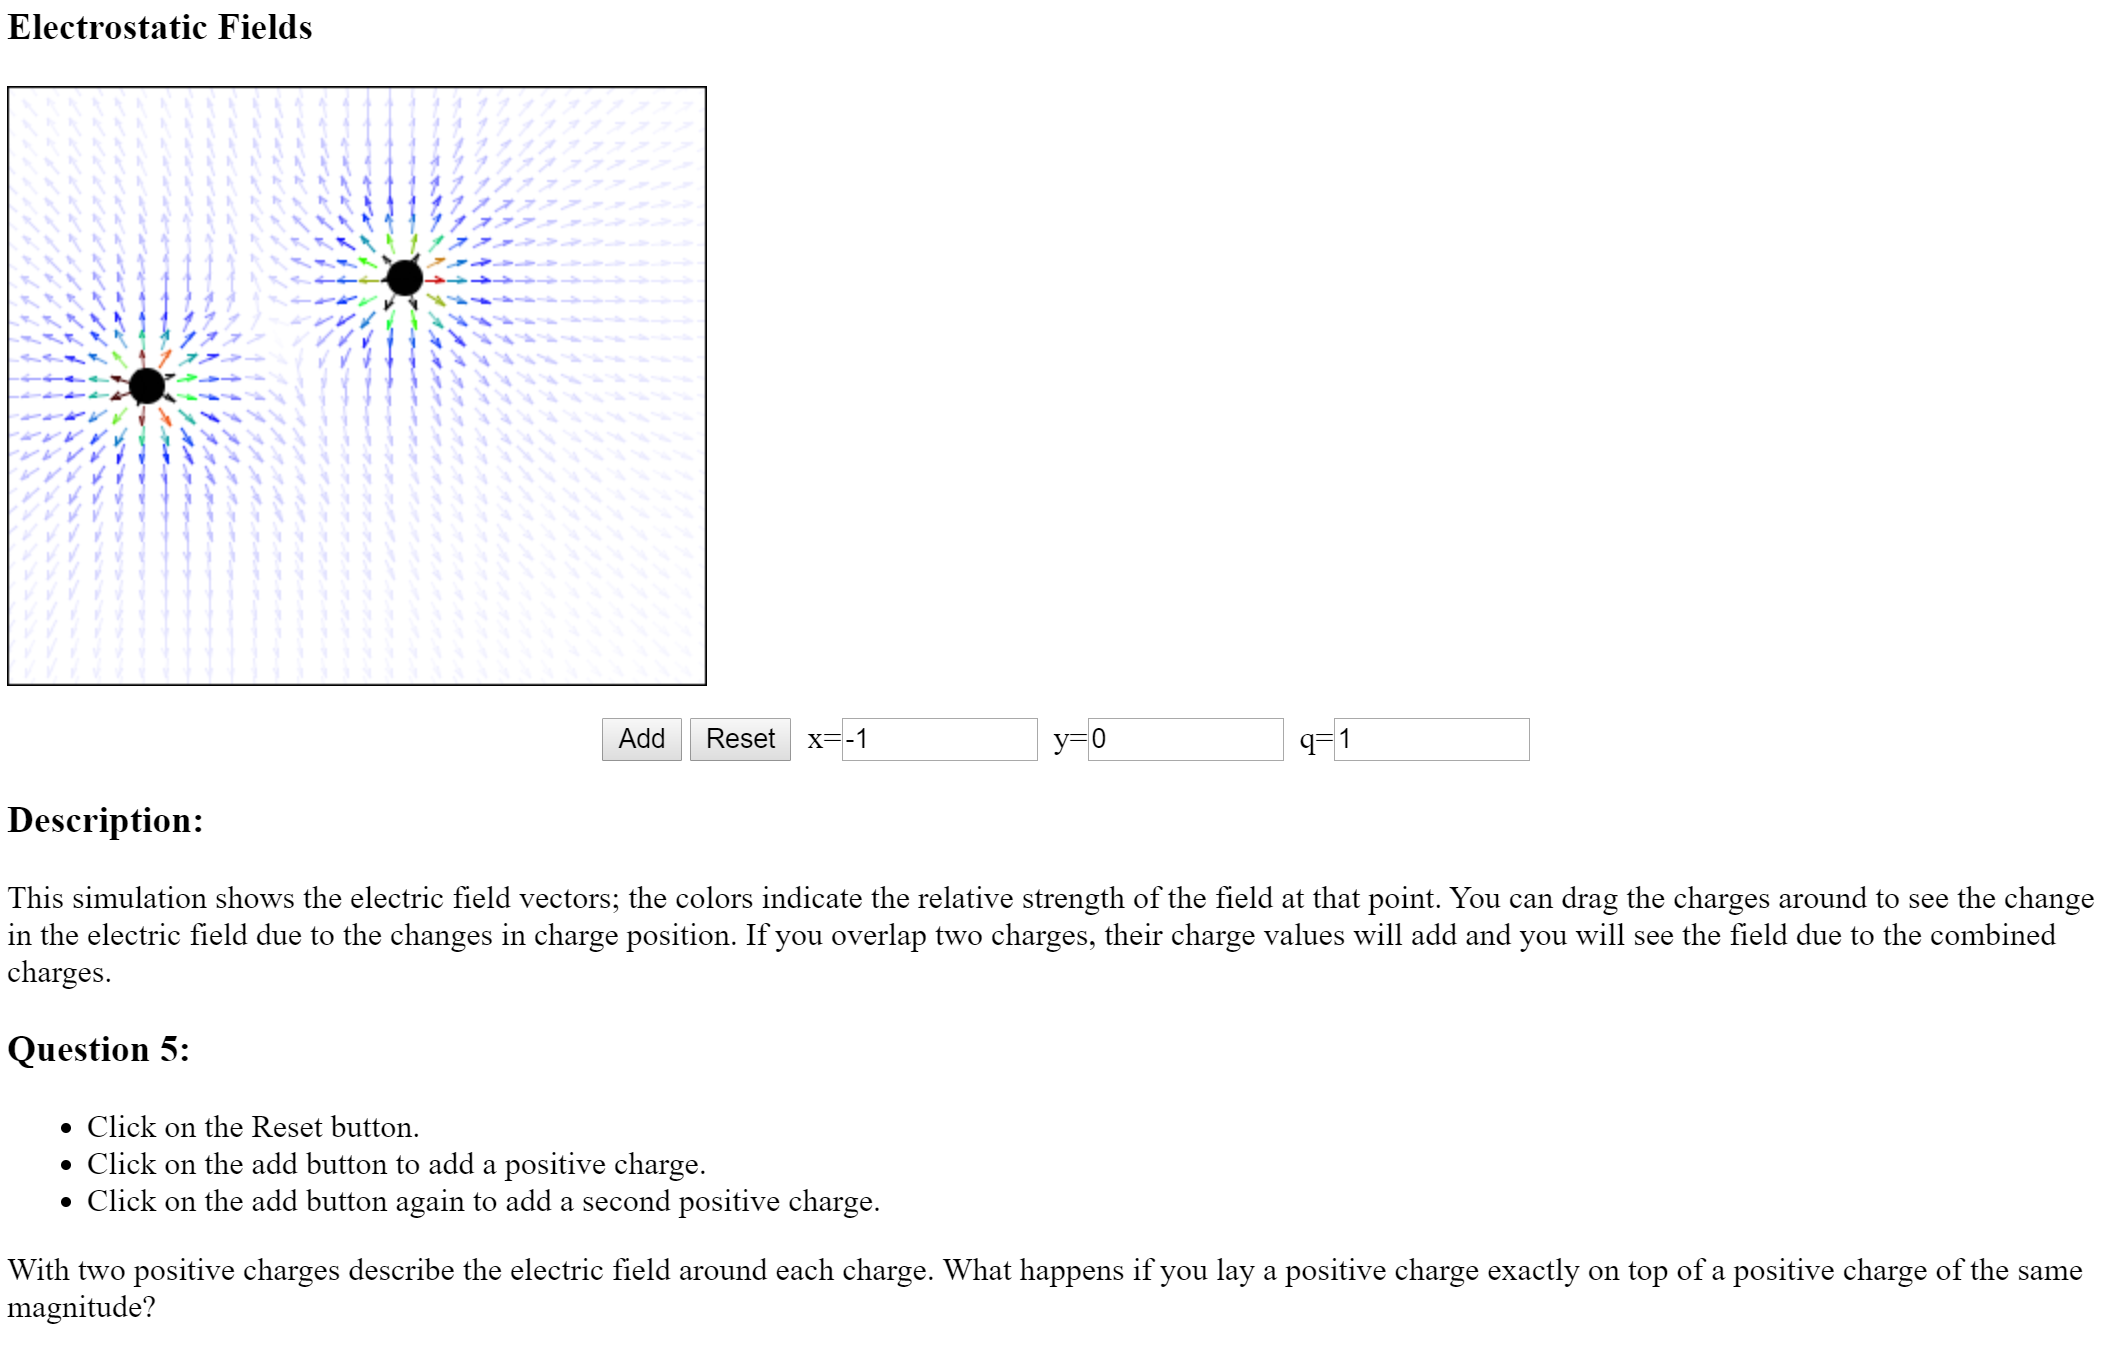 Electrostatic Fields
Add Reset x=-1 y=0 q=1
Description:
This simulation shows the electric field vectors; the colors indicate the relative strength of the field at that point. You can drag the charges around to see the change
in the electric field due to the changes in charge position. If you overlap two charges, their charge values will add and you will see the field due to the combined
charges.
Question 5:
• Click on the Reset button.
• Click on the add button to add a positive charge.
• Click on the add button again to add a second positive charge.
With two positive charges describe the electric field around each charge. What happens if you lay a positive charge exactly on top of a positive charge of the same
magnitude?